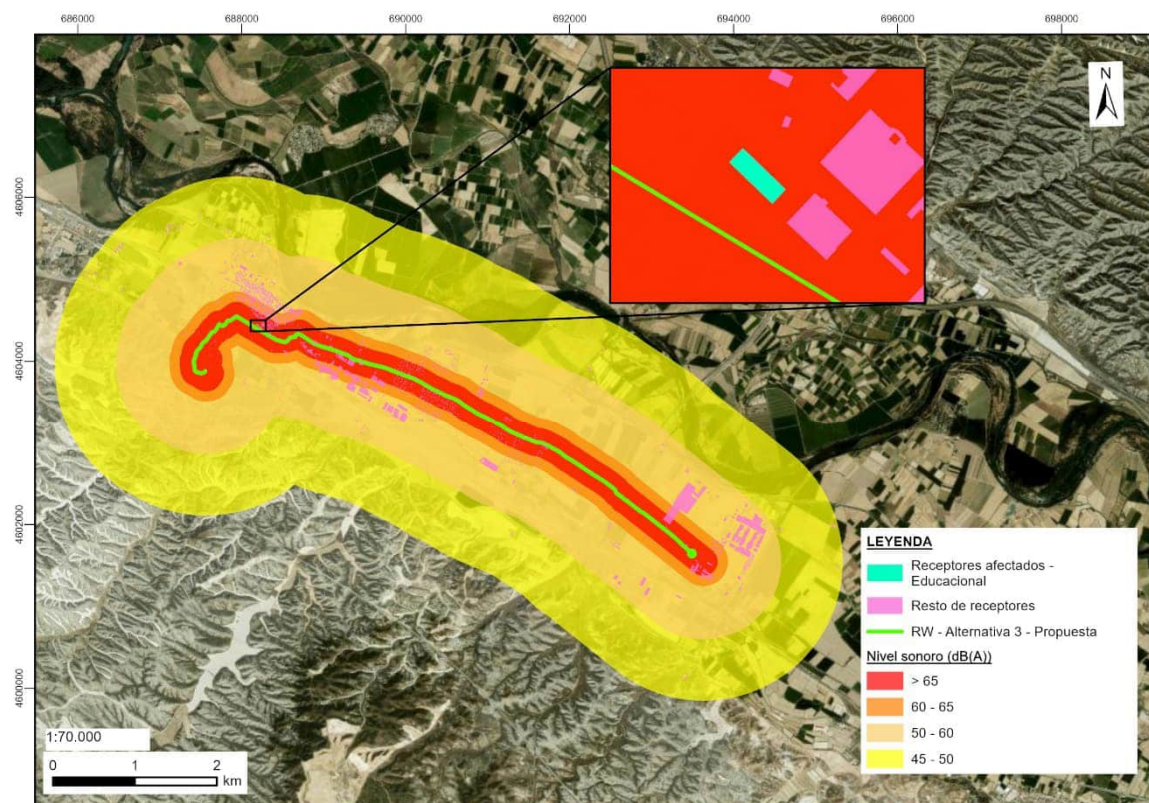 686000 688000 690000 692000 694000 696000 698000
N
4606000
4604000
4602000
4600000
LEYENDA
Receptores afectados -
Educacional
Resto de receptores
RW - Alternativa 3 - Propuesta
Nivel sonoro (dB(A))
> 65
60 - 65
50 - 60
45 - 50
1:70.000
0 1 2
km